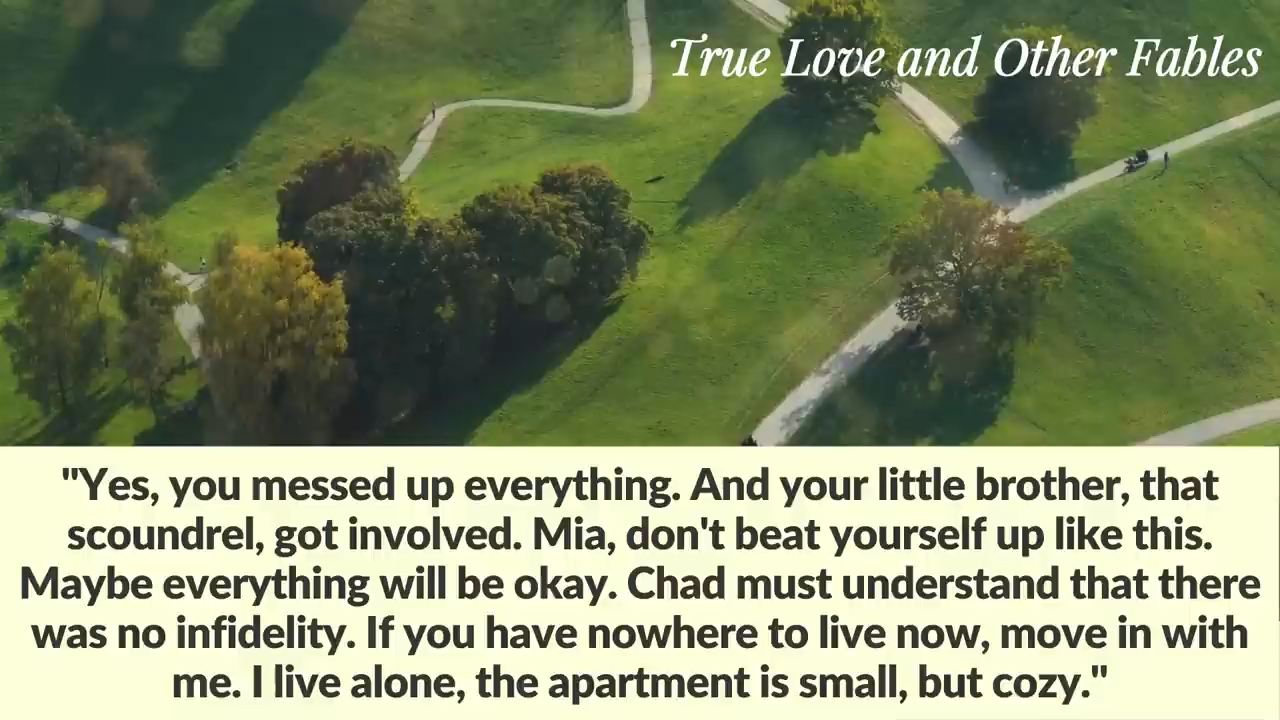 True Love and Other Fables
"Yes, you messed up everything. And your little brother, that
scoundrel, got involved. Mia, don't beat yourself up like this.
Maybe everything will be okay. Chad must understand that there
was no infidelity. If you have nowhere to live now, move in with
me. I live alone, the apartment is small, but cozy."